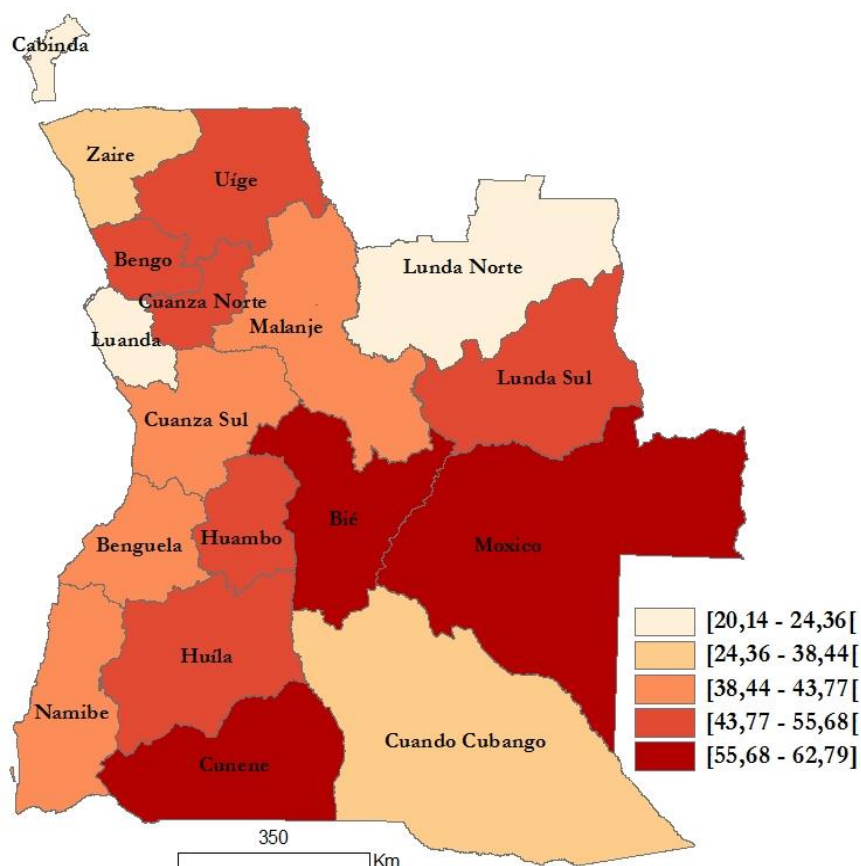 Cabinda
Zaire
Uíge
Bengo
Lunda Norte
Cuanza Norte
Malanje
Luanda
Lunda Sul
Cuanza Sul
Bié
Huambo
Benguela
Moxico
[20,14 - 24,36[
[24,36 - 38,44[
Huíla
[38,44 - 43,77[
Namibe
[43,77 - 55,68[
Cuando Cubango
[55,68 - 62,79]
Cunene
350
Km